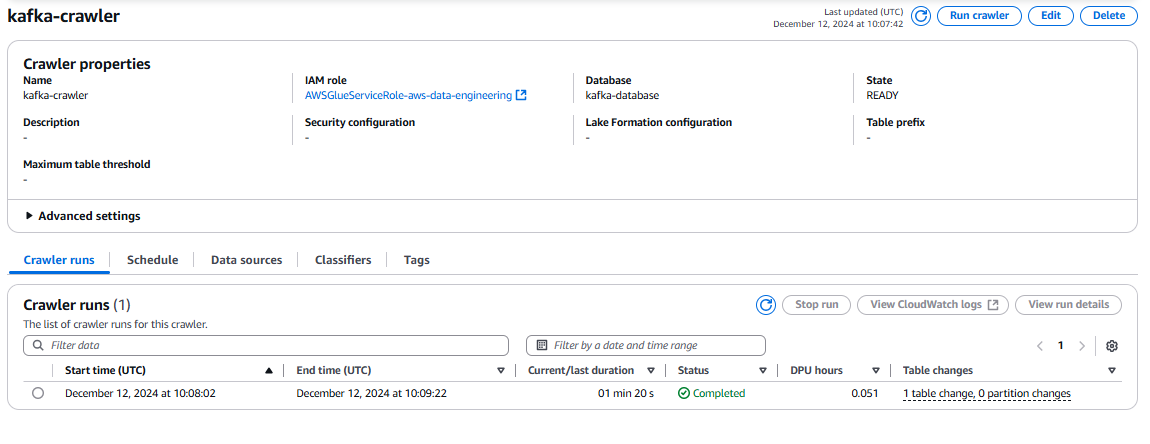 kafka-crawler
Last updated (UTC)
December 12, 2024 at 10:07:42
Run crawler
Edit
Delete
Crawler properties
Name
kafka-crawler
IAM role
AWSGlueServiceRole-aws-data-engineering
Database
kafka-database
State
READY
Description
-
Security configuration
-
Lake Formation configuration
-
Table prefix
-
Maximum table threshold
-
Advanced settings
Crawler runs
Schedule
Data sources
Classifiers
Tags
Crawler runs (1)
The list of crawler runs for this crawler.
Stop run
View CloudWatch logs
View run details
Filter data
Filter by a date and time range
1
Start time (UTC)
End time (UTC)
Current/last duration
Status
DPU hours
Table changes
December 12, 2024 at 10:08:02
December 12, 2024 at 10:09:22
01 min 20 s
Completed
0.051
1 table change, 0 partition changes